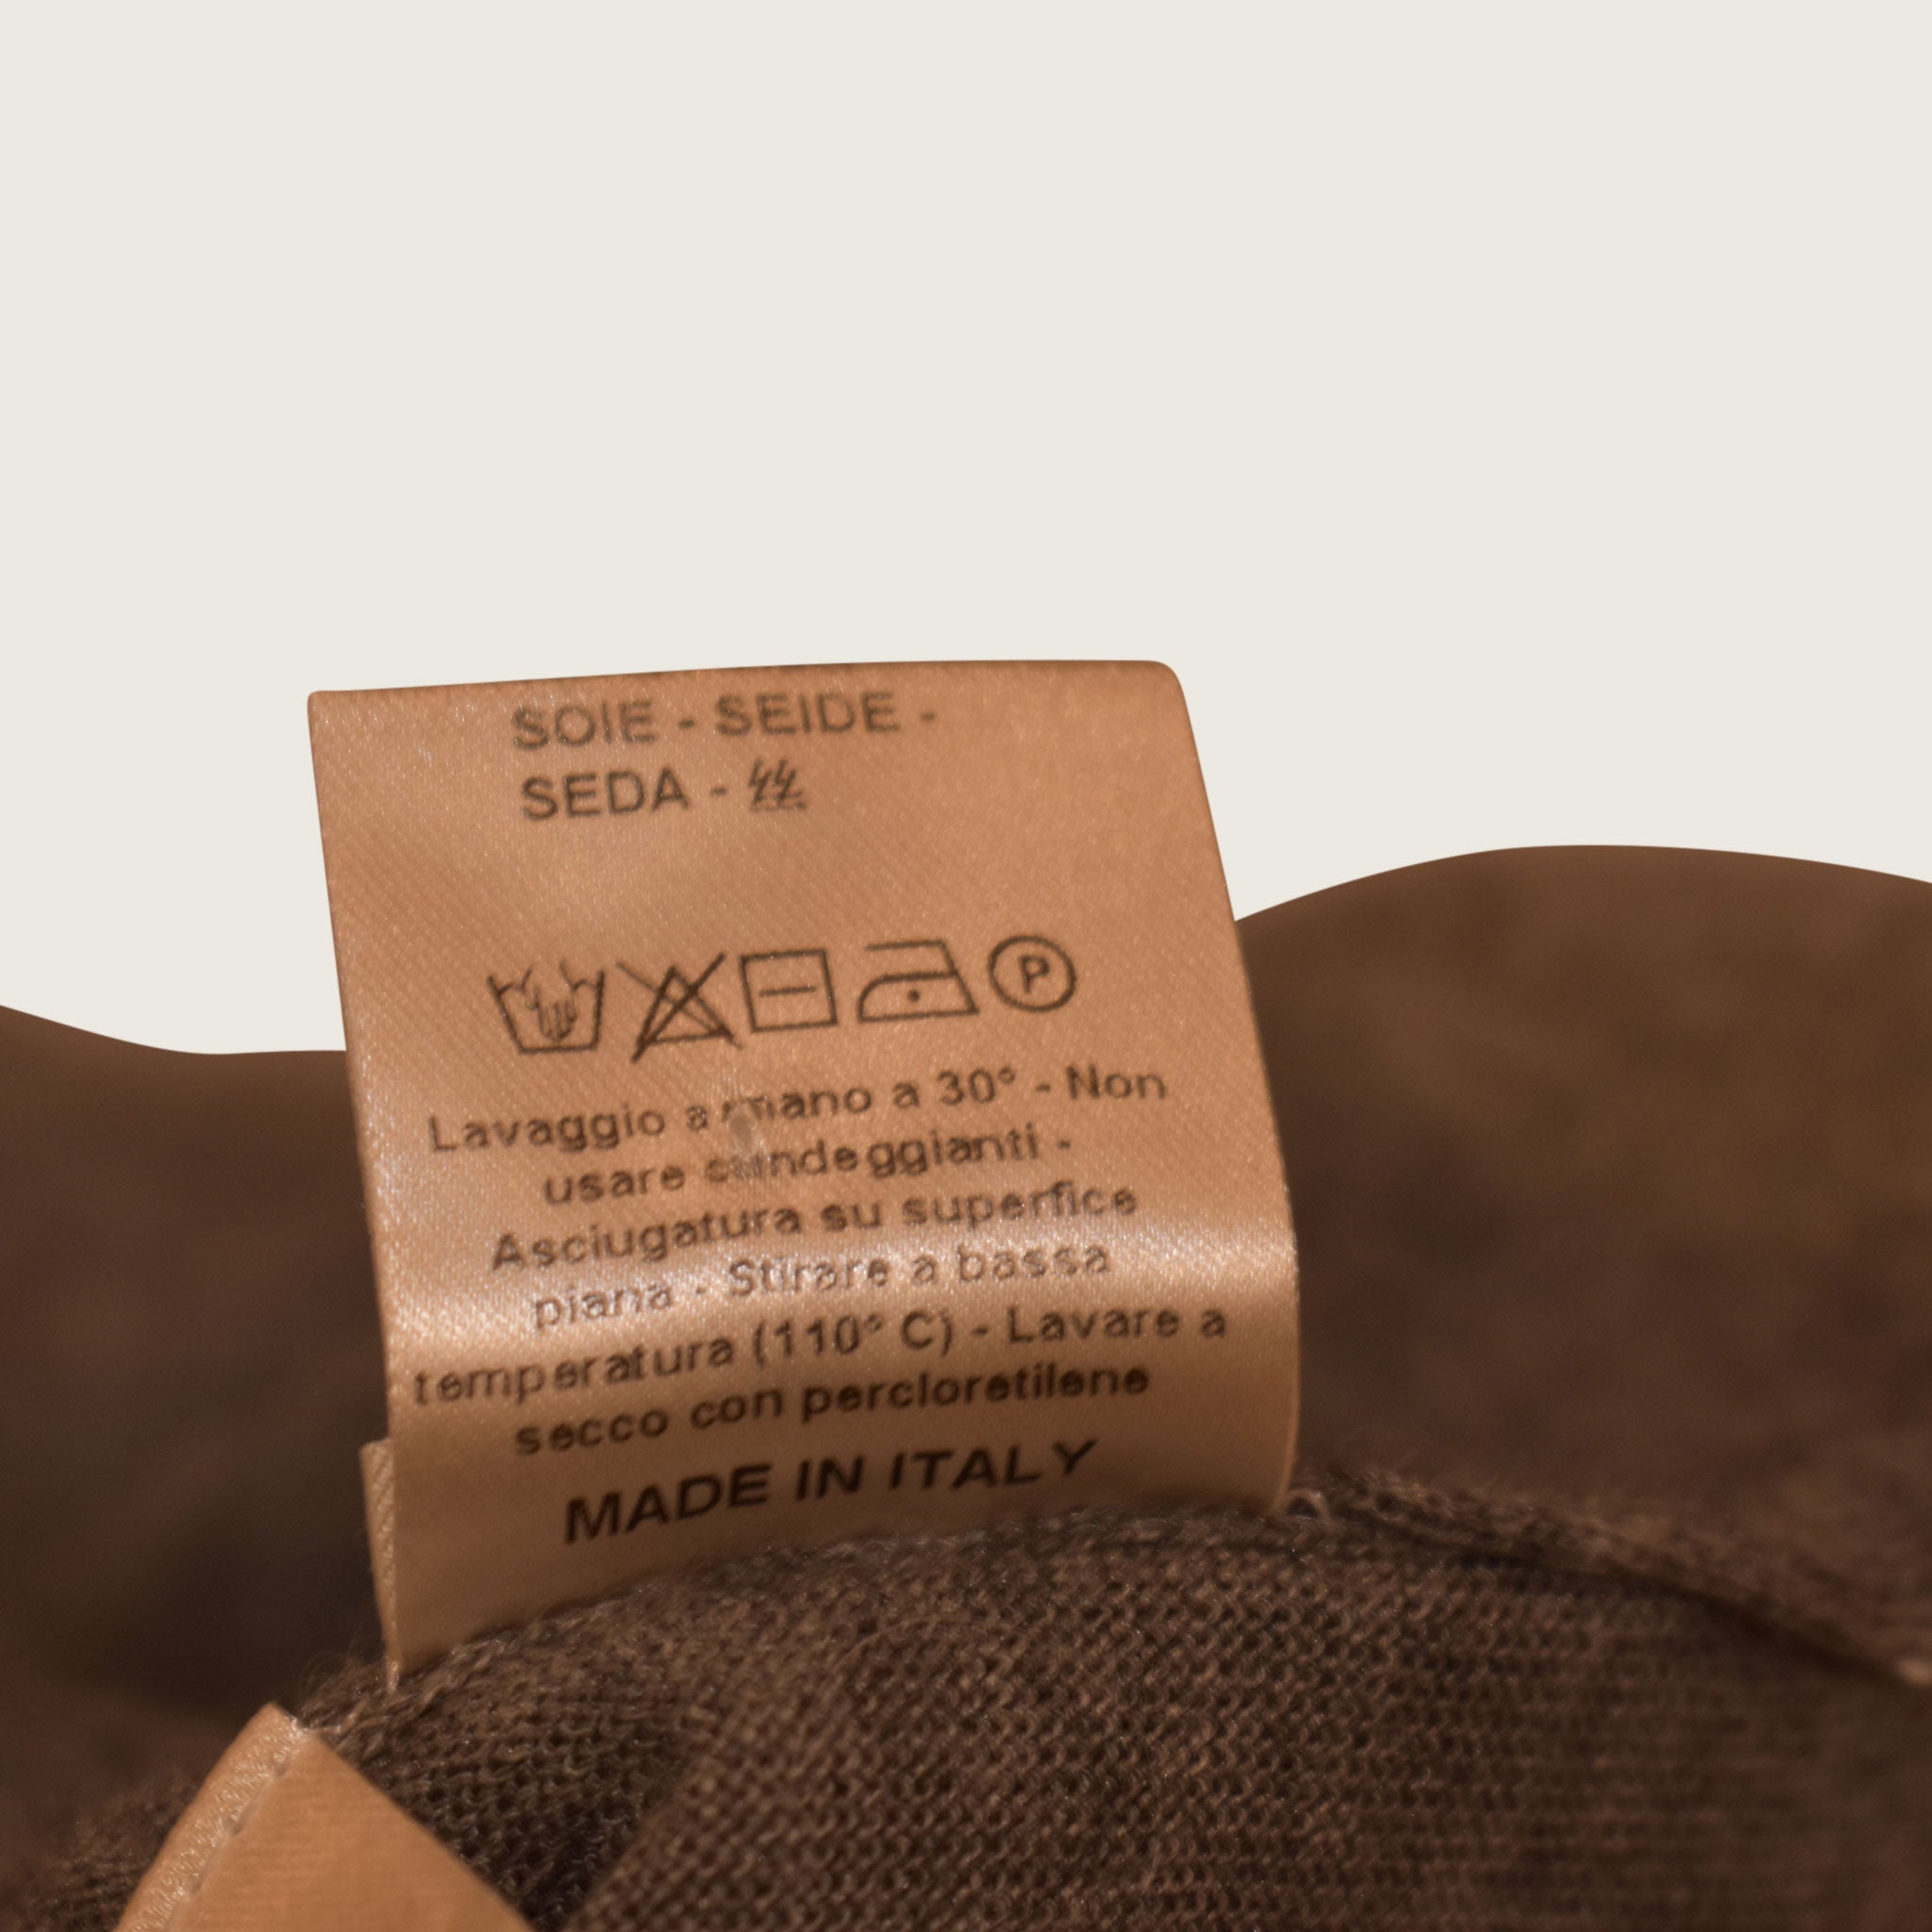 SOIE - SEIDE -
SEDA - 丝
P
Lavaggio a mano a 30° - Non
usare candeggianti -
Asciugatura su superfice
piana - Stirare a bassa
temperatura (110° C) - Lavare a
secco con percloretilene
MADE IN ITALY